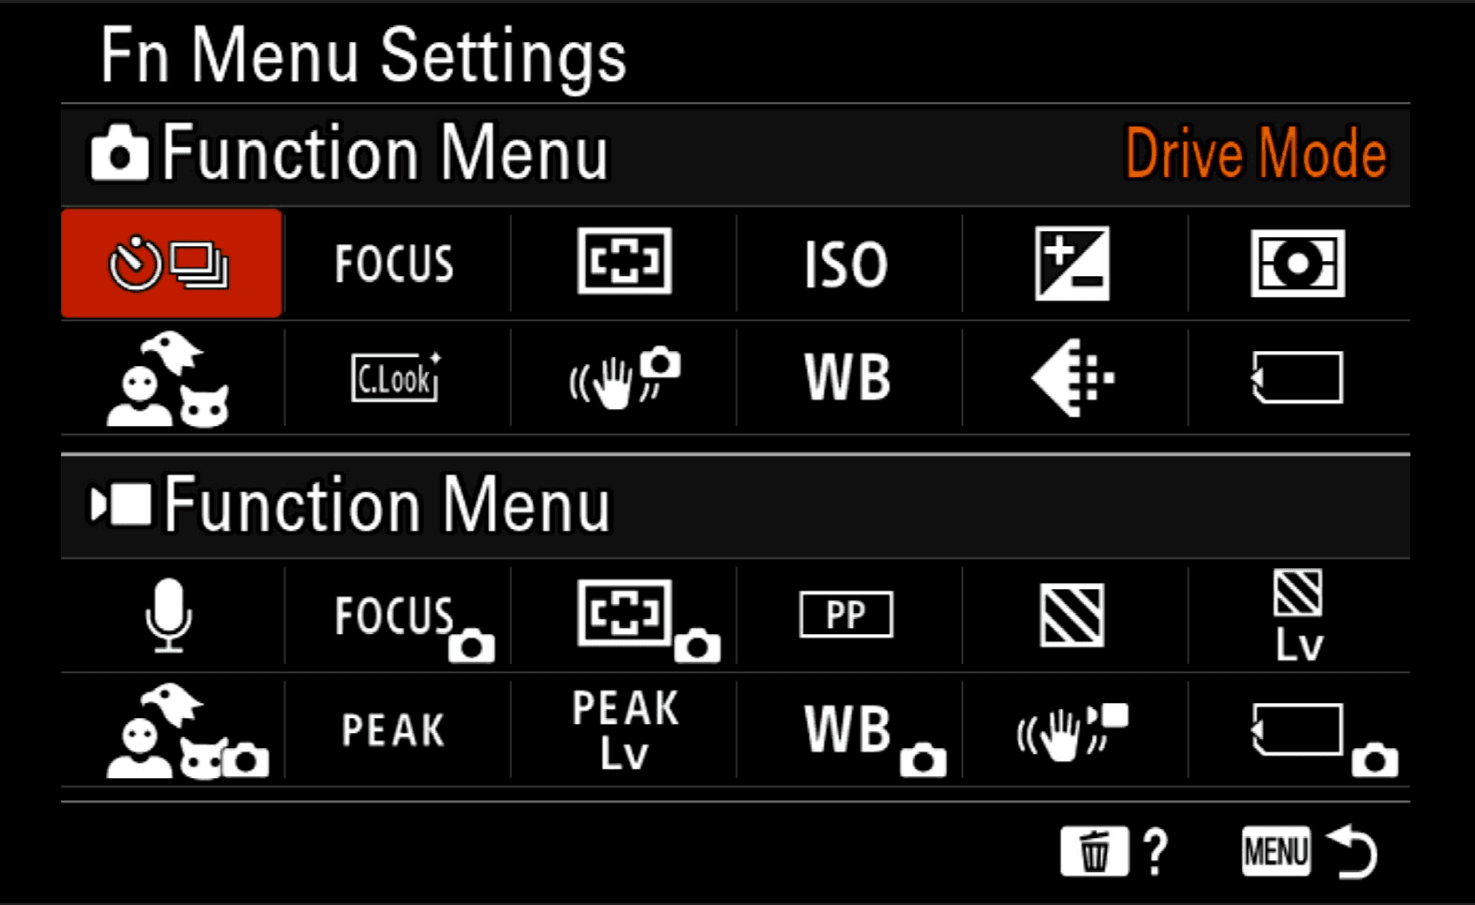 Fn Menu Settings
Function Menu Drive Mode
FOCUS ISO
C.Look WB
Function Menu
FOCUS PP Lv
PEAK PEAK Lv WB
? MENU